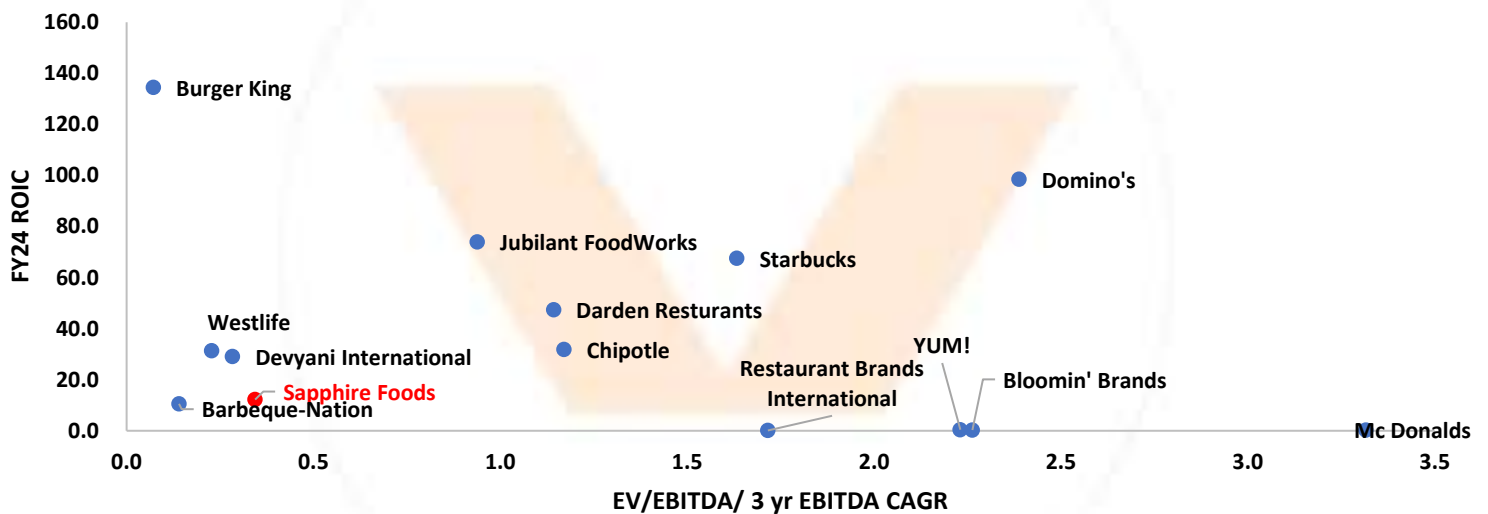 160.0
140.0
120.0
100.0
80.0
60.0
40.0
20.0
0.0
FY24 ROIC
Burger King
Domino's
Jubilant FoodWorks
Starbucks
Darden Resturants
Westlife
Chipotle
Devyani International
YUM!
Restaurant Brands
International
Bloomin' Brands
Sapphire Foods
Barbeque-Nation
Mc Donalds
0.0 0.5 1.0 1.5 2.0 2.5 3.0 3.5
EV/EBITDA/ 3 yr EBITDA CAGR